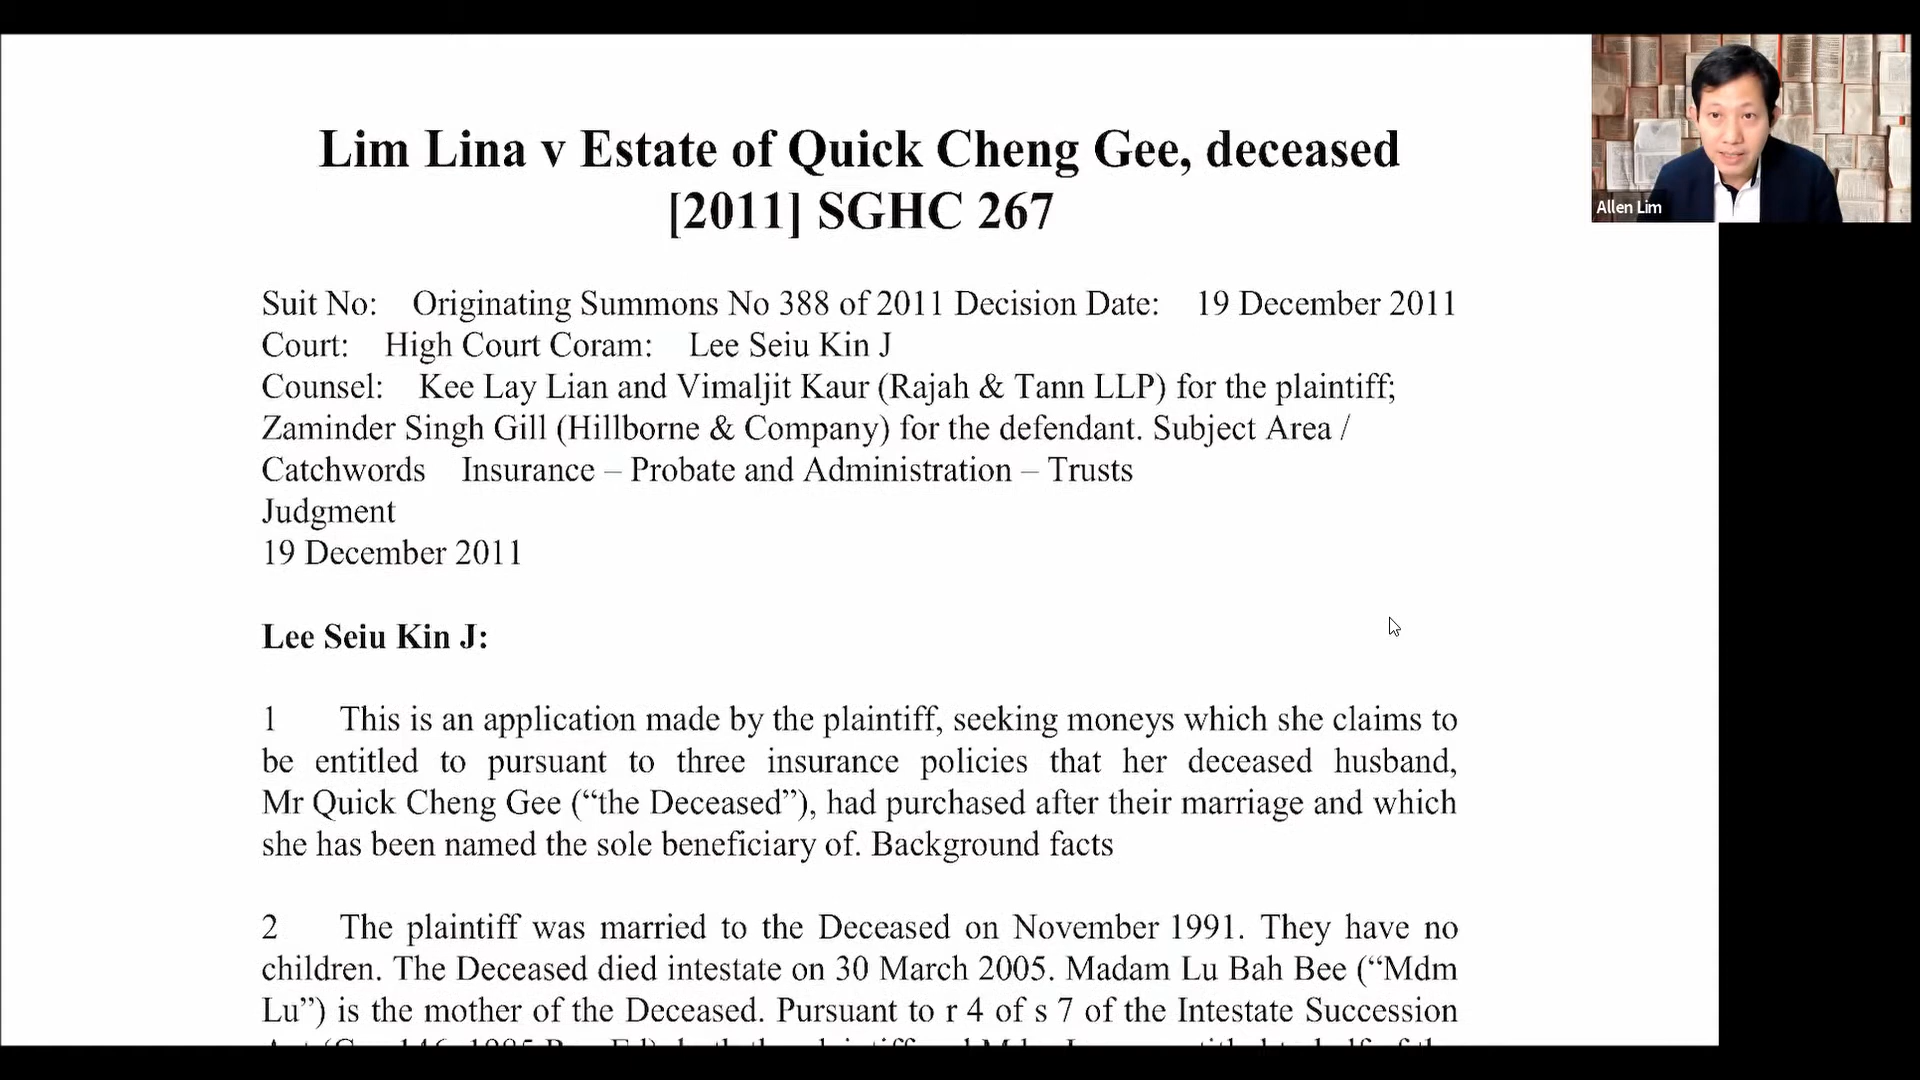 Lim Lina v Estate of Quick Cheng Gee, deceased
[2011] SGHC 267
Allen Lim
Suit No: Originating Summons No 388 of 2011 Decision Date: 19 December 2011
Court: High Court Coram: Lee Seiu Kin J
Counsel: Kee Lay Lian and Vimaljit Kaur (Rajah & Tann LLP) for the plaintiff;
Zaminder Singh Gill (Hillborne & Company) for the defendant. Subject Area /
Catchwords Insurance – Probate and Administration – Trusts
Judgment
19 December 2011
Lee Seiu Kin J:
1 This is an application made by the plaintiff, seeking moneys which she claims to
be entitled to pursuant to three insurance policies that her deceased husband,
Mr Quick Cheng Gee (“the Deceased”), had purchased after their marriage and which
she has been named the sole beneficiary of. Background facts
2 The plaintiff was married to the Deceased on November 1991. They have no
children. The Deceased died intestate on 30 March 2005. Madam Lu Bah Bee (“Mdm
Lu”) is the mother of the Deceased. Pursuant to r 4 of s 7 of the Intestate Succession